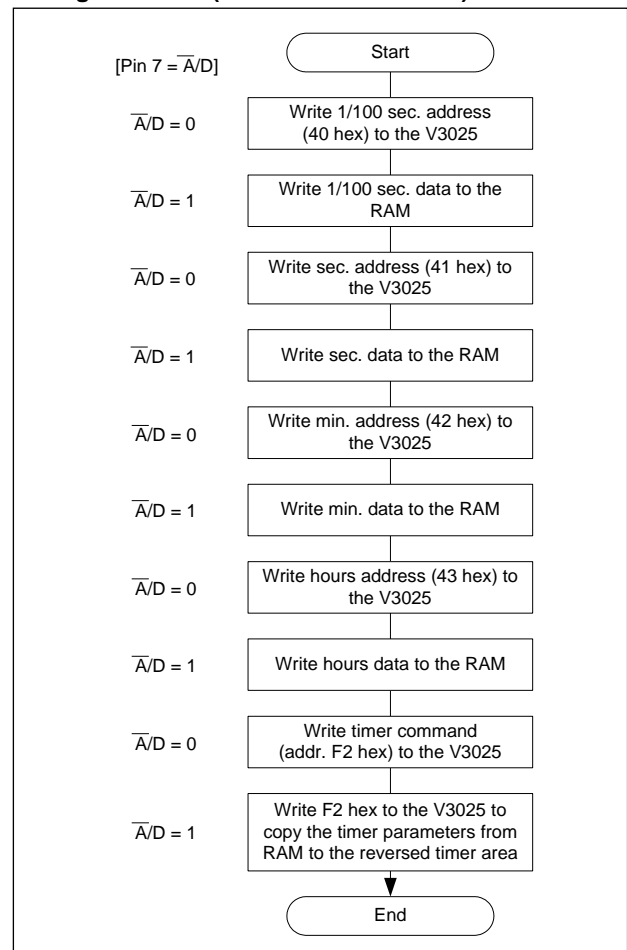 Start
[Pin 7 = A̅/D]
A̅/D = 0
Write 1/100 sec. address
(40 hex) to the V3025
A̅/D = 1
Write 1/100 sec. data to the
RAM
A̅/D = 0
Write sec. address (41 hex) to
the V3025
A̅/D = 1
Write sec. data to the RAM
A̅/D = 0
Write min. address (42 hex) to
the V3025
A̅/D = 1
Write min. data to the RAM
A̅/D = 0
Write hours address (43 hex) to
the V3025
A̅/D = 1
Write hours data to the RAM
A̅/D = 0
Write timer command
(addr. F2 hex) to the V3025
A̅/D = 1
Write F2 hex to the V3025 to
copy the timer parameters from
RAM to the reversed timer area
End